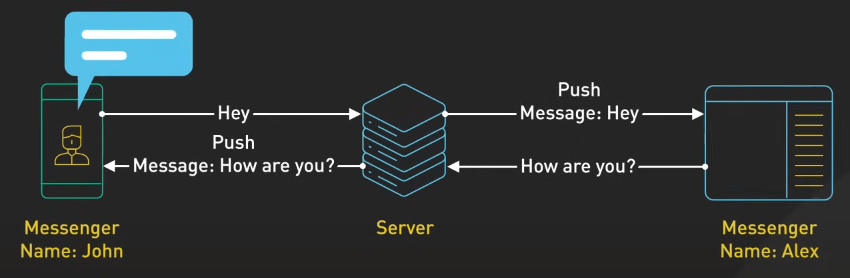 Hey
Push
Message: Hey
Push
Message: How are you?
How are you?
Messenger
Name: John
Server
Messenger
Name: Alex